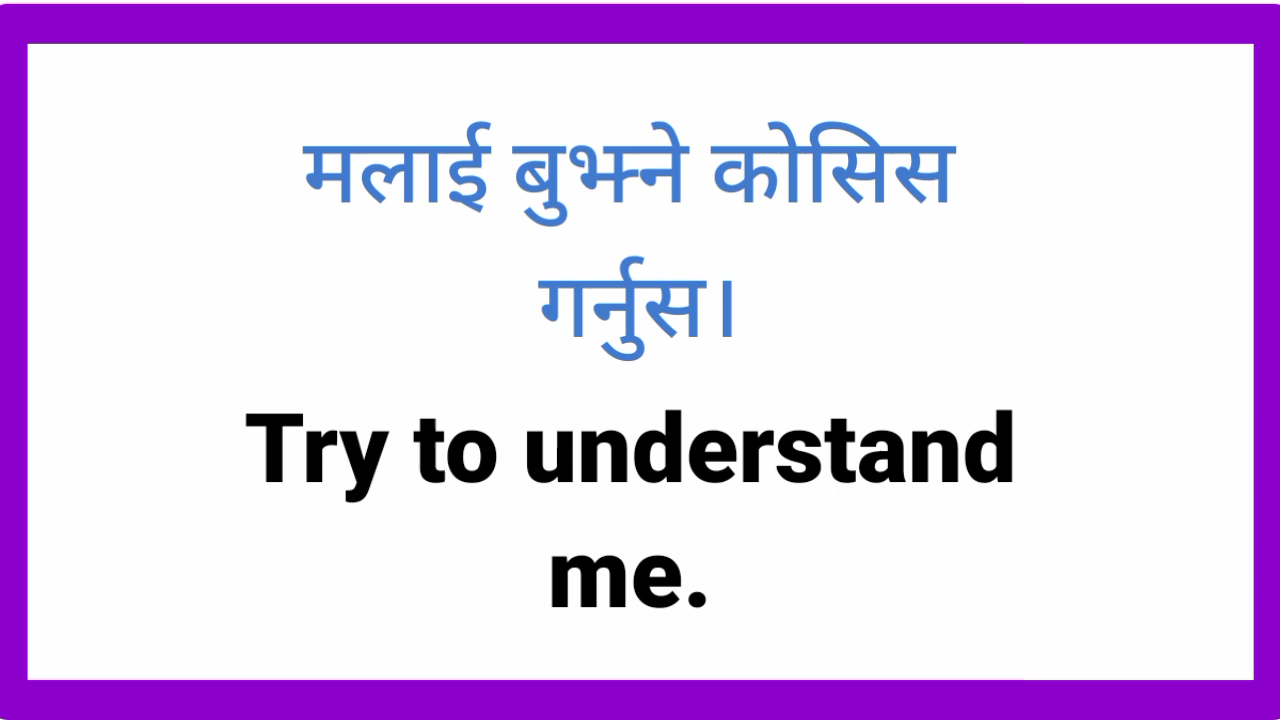 मलाई बुझ्ने कोसिस
गर्नुस।
Try to understand
me.